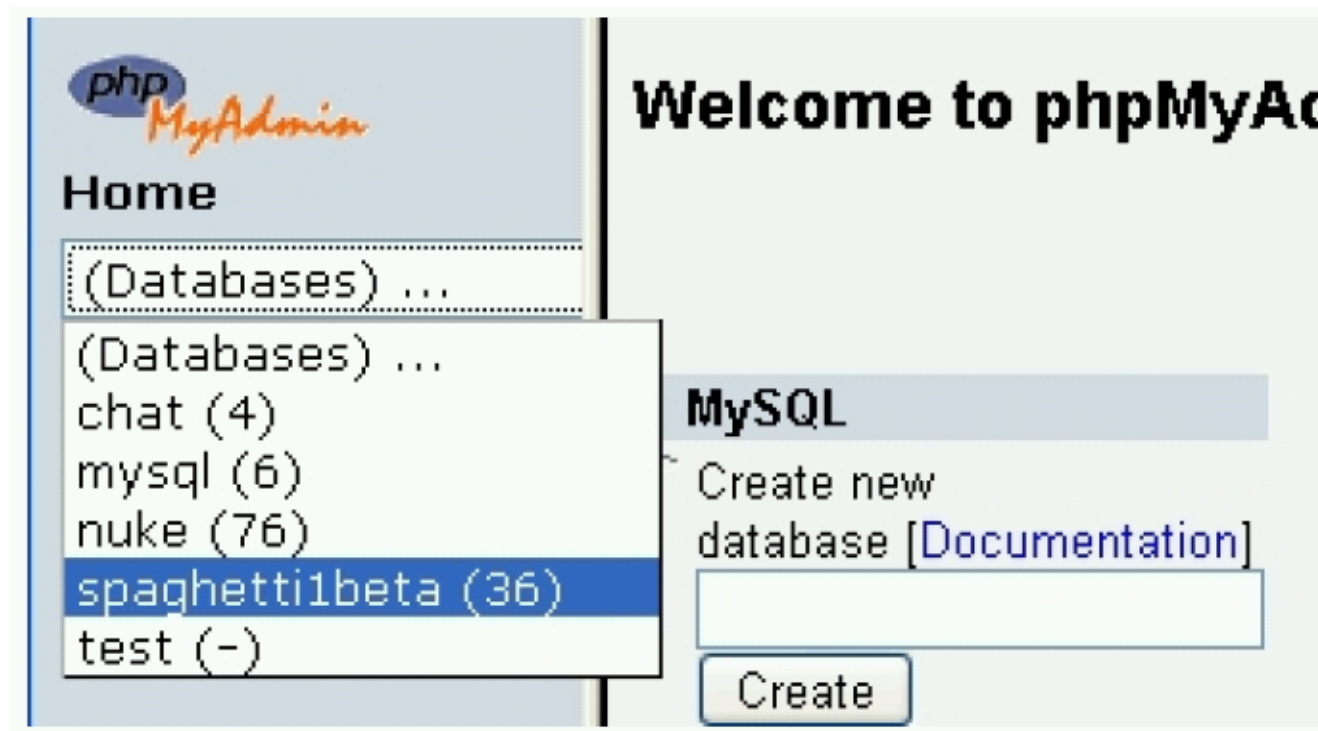 php
MyAdmin
Home
(Databases) ...
(Databases) ...
chat (4)
mysql (6)
nuke (76)
spaghetti1beta (36)
test (-)
Welcome to phpMyAd
MySQL
Create new
database [Documentation]
Create